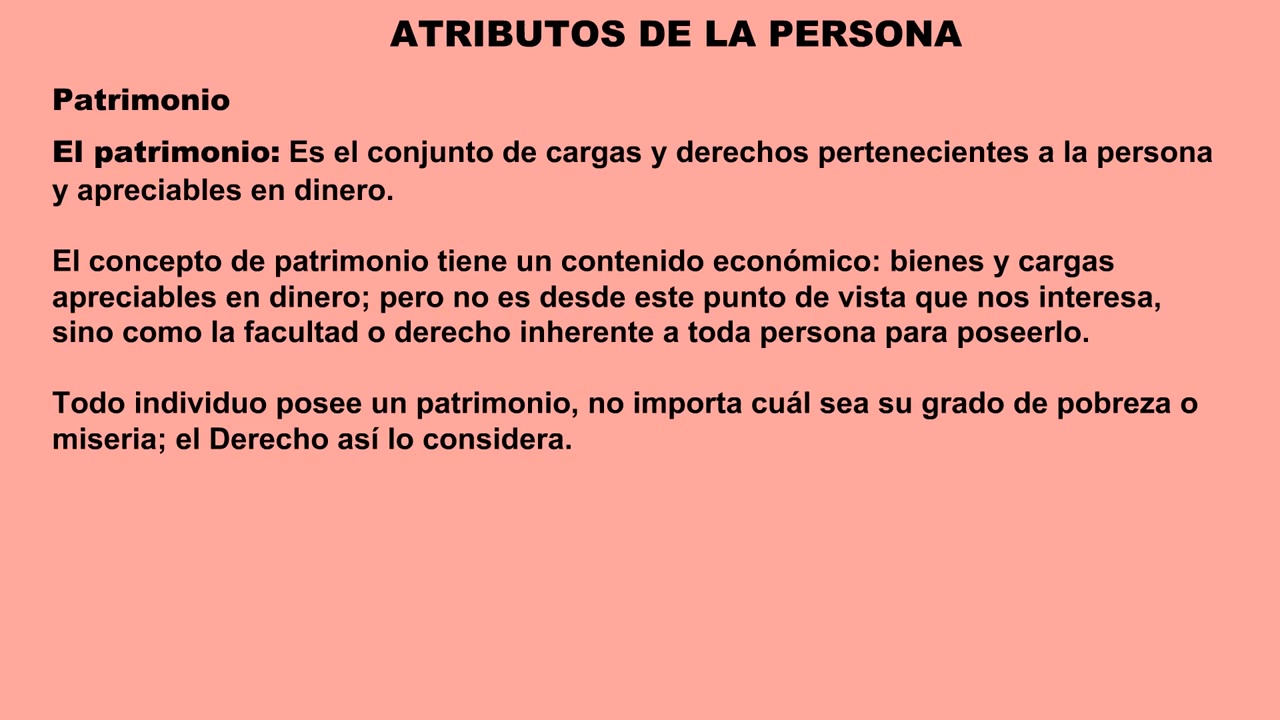 ATRIBUTOS DE LA PERSONA
Patrimonio
El patrimonio: Es el conjunto de cargas y derechos pertenecientes a la persona
y apreciables en dinero.
El concepto de patrimonio tiene un contenido económico: bienes y cargas
apreciables en dinero; pero no es desde este punto de vista que nos interesa,
sino como la facultad o derecho inherente a toda persona para poseerlo.
Todo individuo posee un patrimonio, no importa cuál sea su grado de pobreza o
miseria; el Derecho así lo considera.